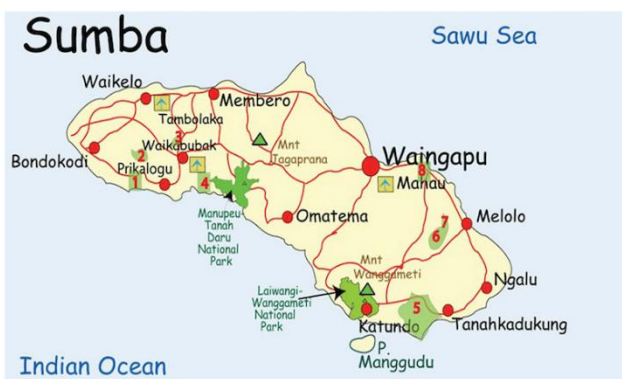 Sumba
Sawu Sea
Waikelo
Membero
Tambolaka
3
Mnt
Tagaprana
Waikabubak
Waingapu
Bondokodi
2
Prikalogu
1
4
8
Mahau
Manupeu-
Tanah
Daru
National
Park
Omatema
7
6
Melolo
Mnt
Wanggameti
Laiwangi-
Wanggameti
National
Park
Ngalu
5
Katundo
Tanahkadukung
P.
Manggudu
Indian Ocean